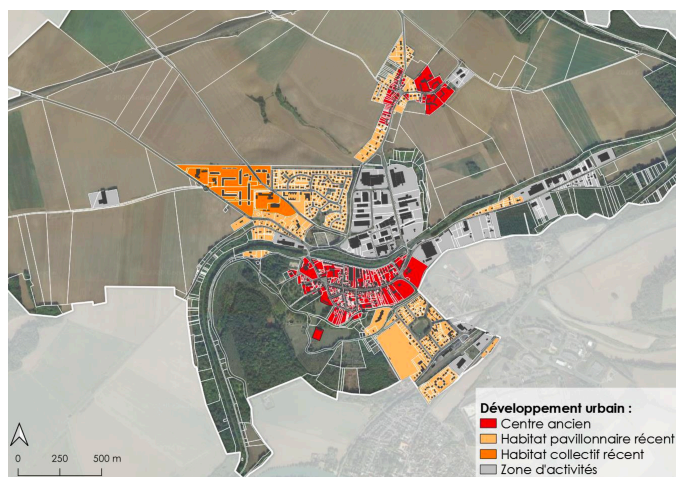 Développement urbain :
Centre ancien
Habitat pavillonnaire récent
Habitat collectif récent
Zone d'activités
0 250 500 m